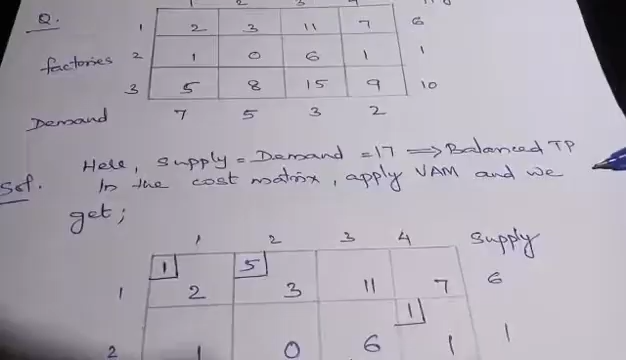 Q.
1 2 3 11 7 6
factories 2 1 0 6 1 1
3 5 8 15 9 10
Demand 7 5 3 2
Here, Supply = Demand = 17 ⟹ Balanced TP
Sol. In the cost matrix, apply VAM and we
get;
1 2 3 4 Supply
1 5
1 2 3 11 7 6
1
2 1 0 6 1 1